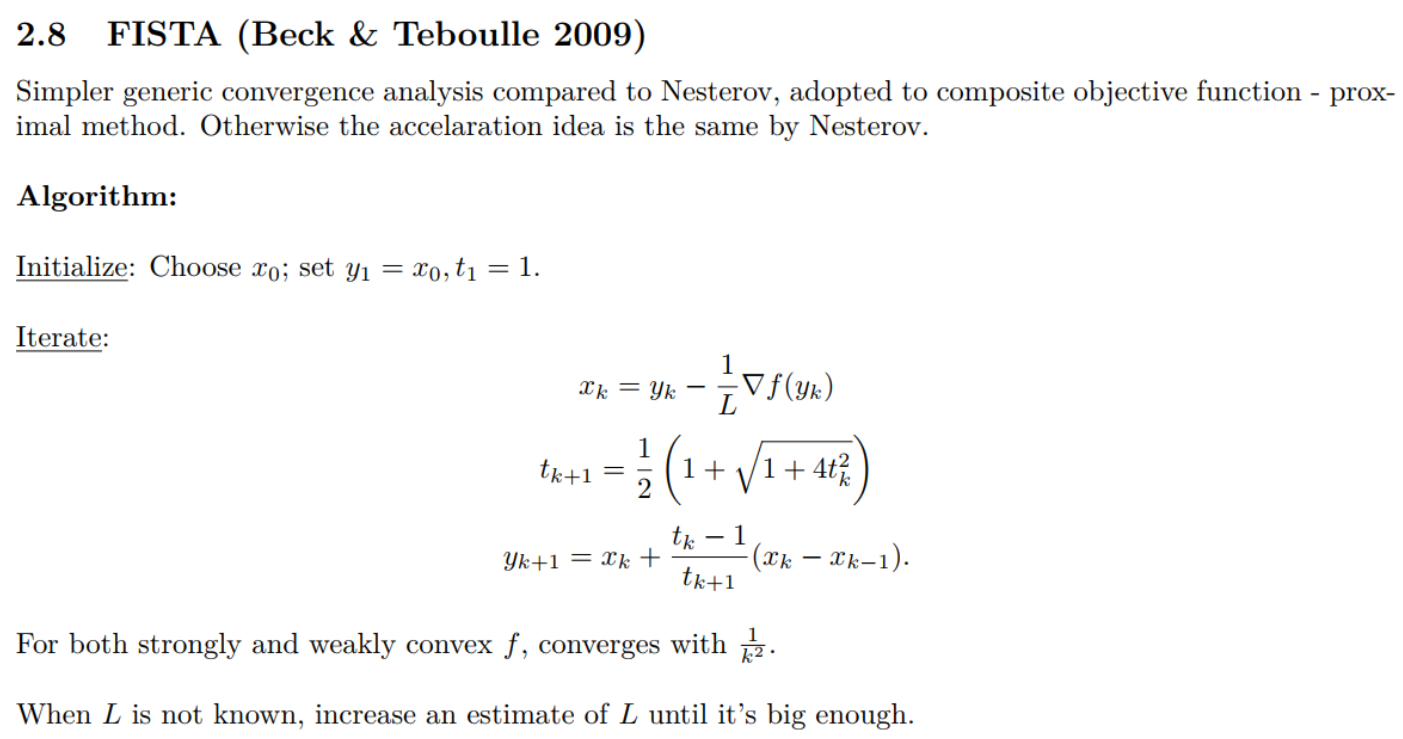 2.8 FISTA (Beck & Teboulle 2009)
Simpler generic convergence analysis compared to Nesterov, adopted to composite objective function - prox-
imal method. Otherwise the accelaration idea is the same by Nesterov.
Algorithm:
Initialize: Choose $x_0$; set $y_1 = x_0, t_1 = 1$.
Iterate:
$x_k = y_k - \frac{1}{L} \nabla f(y_k)$
$t_{k+1} = \frac{1}{2} \left( 1 + \sqrt{1 + 4t_k^2} \right)$
$y_{k+1} = x_k + \frac{t_k - 1}{t_{k+1}} (x_k - x_{k-1}).$
For both strongly and weakly convex $f$, converges with $\frac{1}{k^2}$.
When $L$ is not known, increase an estimate of $L$ until it's big enough.